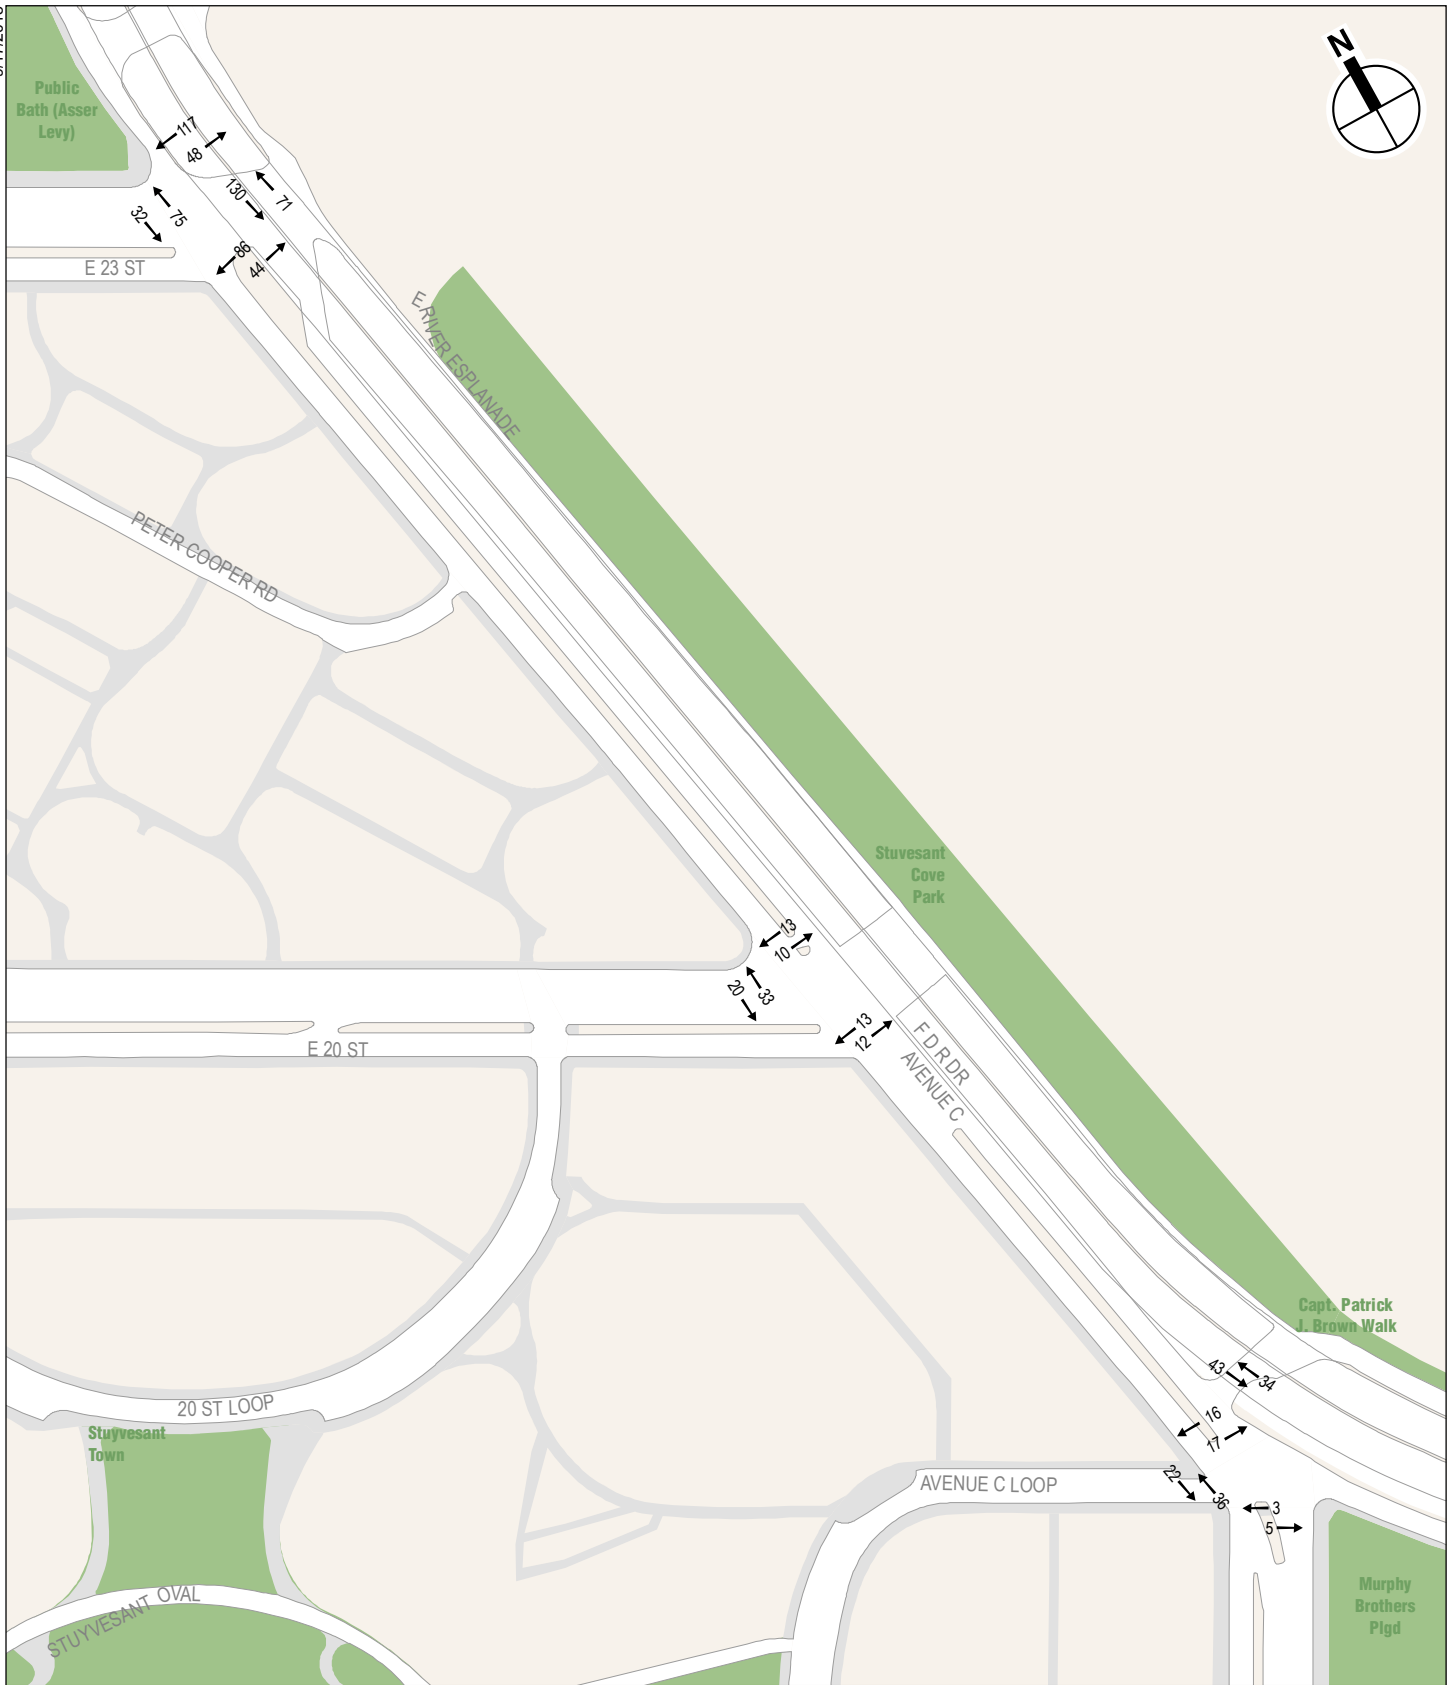 N
Public
Bath (Asser
Levy)
117
48
130
71
32
75
86
44
E 23 ST
E RIVER ESPLANADE
PETER COOPER RD
Stuvesant
Cove
Park
13
10
20
33
13
12
E 20 ST
F D R DR
AVENUE C
Capt. Patrick
J. Brown Walk
43
34
16
17
20 ST LOOP
Stuyvesant
Town
22
36
AVENUE C LOOP
3
5
Murphy
Brothers
Plgd
STUYVESANT OVAL